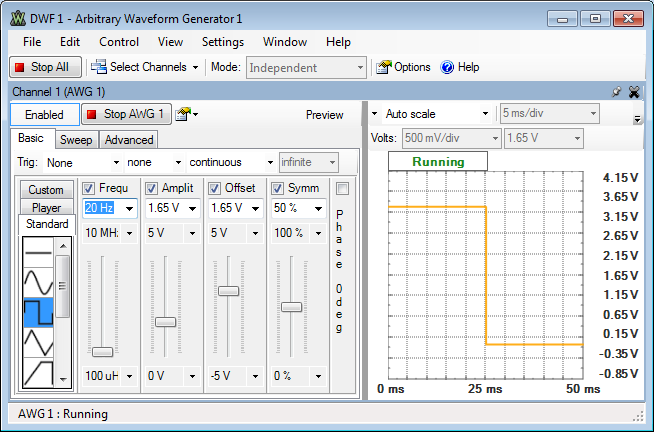 DWF 1 - Arbitrary Waveform Generator 1
File Edit Control View Settings Window Help
Stop All Select Channels Mode: Independent Options Help
Channel 1 (AWG 1)
Enabled Stop AWG 1 Preview
Basic Sweep Advanced
Trig: None none continuous infinite
Custom
Player
Standard
Frequ Amplit Offset Symm
20 Hz 1.65 V 1.65 V 50 %
10 MHz 5 V 5 V 100 %
100 uH 0 V -5 V 0 %
Phase 0 deg
Auto scale 5 ms/div
Volts: 500 mV/div 1.65 V
Running
4.15 V
3.65 V
3.15 V
2.65 V
2.15 V
1.65 V
1.15 V
0.65 V
0.15 V
-0.35 V
-0.85 V
0 ms 25 ms 50 ms
AWG 1 : Running